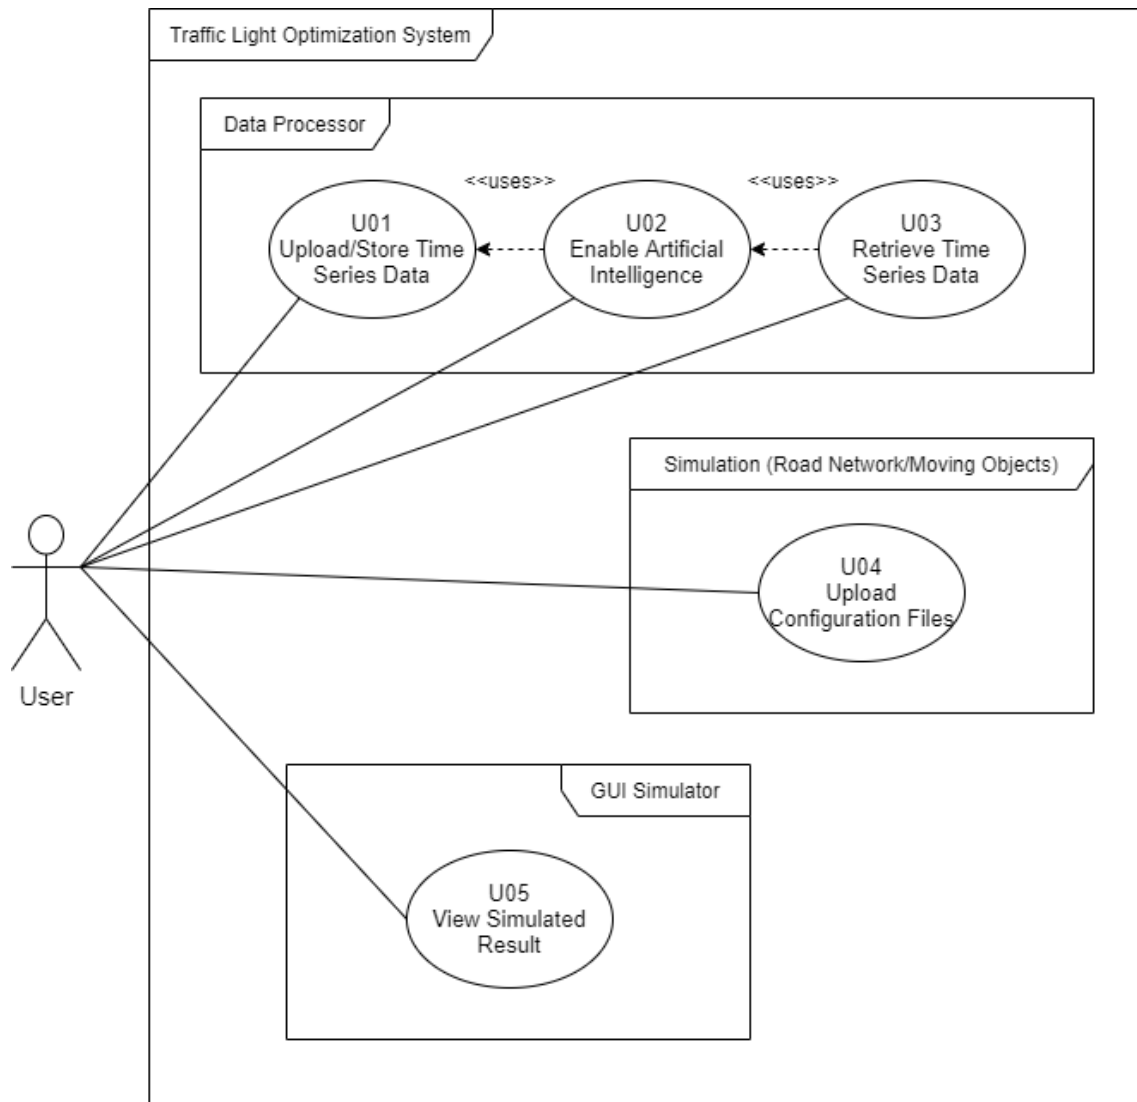 Traffic Light Optimization System
Data Processor
<<uses>>
<<uses>>
U01
Upload/Store Time
Series Data
U02
Enable Artificial
Intelligence
U03
Retrieve Time
Series Data
Simulation (Road Network/Moving Objects)
U04
Upload
Configuration Files
User
GUI Simulator
U05
View Simulated
Result